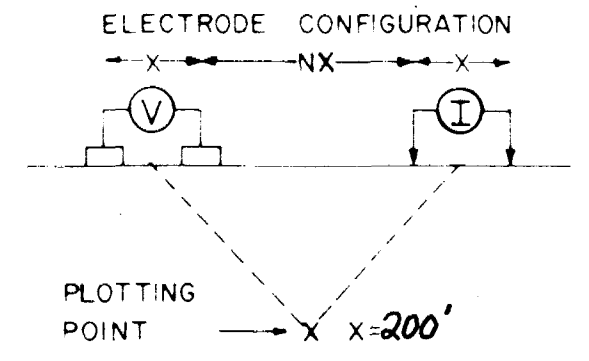 ELECTRODE CONFIGURATION
X NX X
V I
PLOTTING
POINT X X=200'